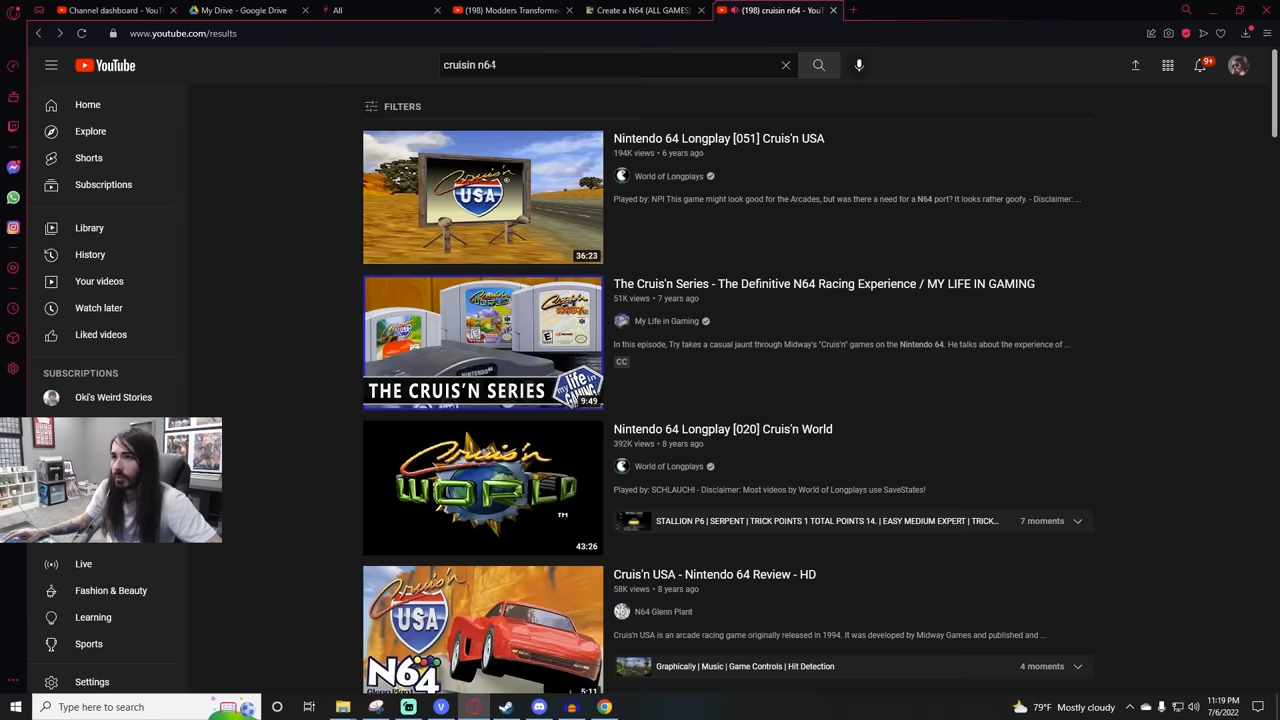 (198) YouTube
My Drive - Google Drive
All
(198) Modders Transforme
Create a N64 (ALL GAMES)
(198) cruisin n64 - You
www.youtube.com/results
YouTube
cruisin n64
9+
Home
Explore
Shorts
Subscriptions
Library
History
Your videos
Watch later
Liked videos
SUBSCRIPTIONS
Oki's Weird Stories
Live
Fashion & Beauty
Learning
Sports
Settings
FILTERS
Cruis'n
USA
36:23
Nintendo 64 Longplay [051] Cruis'n USA
194K views • 6 years ago
World of Longplays
Played by: NPI This game might look good for the Arcades, but was there a need for a N64 port? It looks rather goofy. - Disclaimer: ...
THE CRUIS'N SERIES
my life in GAMING
9:49
The Cruis'n Series - The Definitive N64 Racing Experience / MY LIFE IN GAMING
51K views • 7 years ago
My Life in Gaming
In this episode, Try takes a casual jaunt through Midway's "Cruis'n" games on the Nintendo 64. He talks about the experience of ...
CC
Cruis'n
WORLD
TM
43:26
Nintendo 64 Longplay [020] Cruis'n World
392K views • 8 years ago
World of Longplays
Played by: SCHLAUCHI - Disclaimer: Most videos by World of Longplays use SaveStates!
STALLION P6 | SERPENT | TRICK POINTS 1 TOTAL POINTS 14. | EASY MEDIUM EXPERT | TRICK...
7 moments
Cruis'n
USA
N64
Glenn Plant
5:11
Cruis'n USA - Nintendo 64 Review - HD
58K views • 8 years ago
N64 Glenn Plant
Cruis'n USA is an arcade racing game originally released in 1994. It was developed by Midway Games and published and ...
Graphically | Music | Game Controls | Hit Detection
4 moments
Type here to search
79°F Mostly cloudy
11:19 PM
7/6/2022